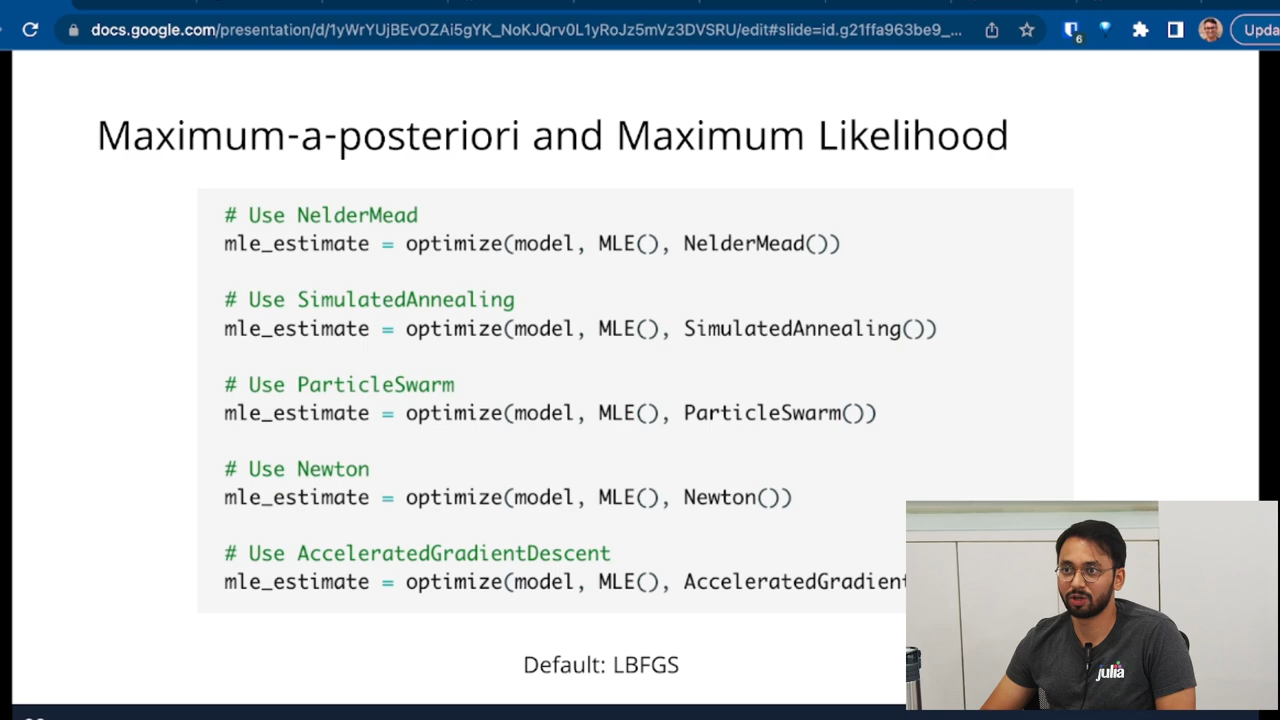 docs.google.com/presentation/d/1yWrYUjBEvOZAi5gYK_NoKJQrv0L1yRoJz5mVz3DVSRU/edit#slide=id.g21ffa963be9_...
6
Upda
Maximum-a-posteriori and Maximum Likelihood
# Use NelderMead
mle_estimate = optimize(model, MLE(), NelderMead())
# Use SimulatedAnnealing
mle_estimate = optimize(model, MLE(), SimulatedAnnealing())
# Use ParticleSwarm
mle_estimate = optimize(model, MLE(), ParticleSwarm())
# Use Newton
mle_estimate = optimize(model, MLE(), Newton())
# Use AcceleratedGradientDescent
mle_estimate = optimize(model, MLE(), AcceleratedGradient
Default: LBFGS
julia